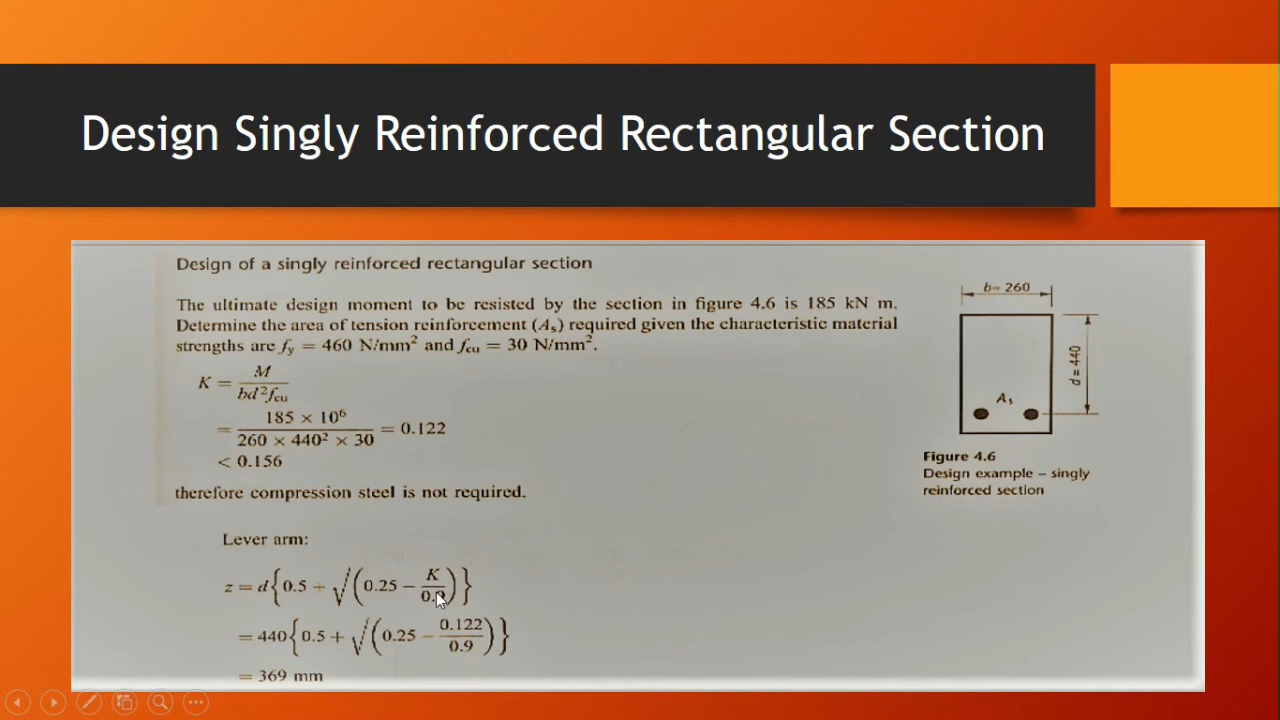 Design Singly Reinforced Rectangular Section
Design of a singly reinforced rectangular section
The ultimate design moment to be resisted by the section in figure 4.6 is 185 kN m.
Determine the area of tension reinforcement (Aₛ) required given the characteristic material
strengths are f_y = 460 N/mm² and f_cu = 30 N/mm².
K = M / bd²f_cu
= 185 × 10⁶ / 260 × 440² × 30 = 0.122
< 0.156
therefore compression steel is not required.
Lever arm:
z = d{0.5 + √(0.25 − K/0.9)}
= 440{0.5 + √(0.25 − 0.122/0.9)}
= 369 mm
b= 260
d = 440
Aₛ
Figure 4.6
Design example – singly
reinforced section